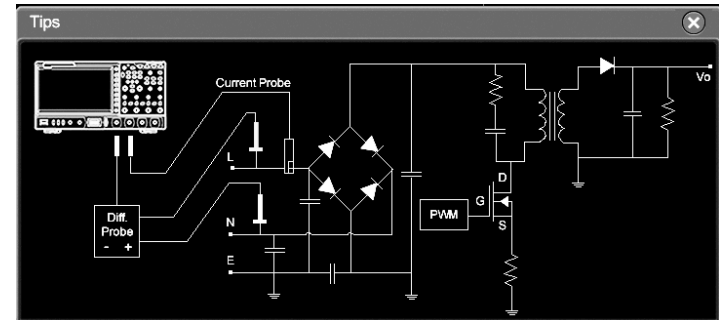 Tips
Current Probe
Vo
L
D
Diff.
Probe
- +
N
PWM
G
S
E